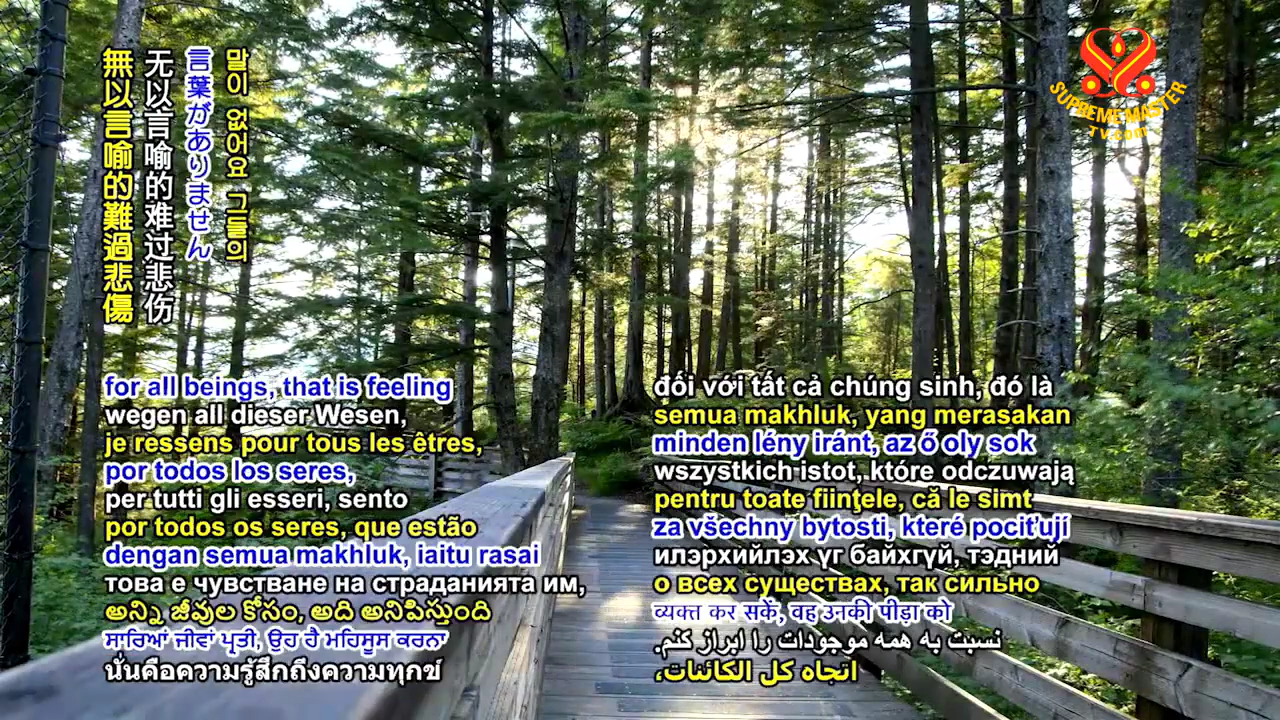 無以言喻的難過悲傷
无以言喻的难过悲伤
言葉がありません
말이 없어요 그들의
SUPREME MASTER
TV.com
for all beings, that is feeling
wegen all dieser Wesen,
je ressens pour tous les êtres,
por todos los seres,
per tutti gli esseri, sento
por todos os seres, que estão
dengan semua makhluk, iaitu rasai
това е чувстване на страданията им,
అన్ని జీవుల కోసం, అది అనిపిస్తుంది
ਸਾਰਿਆਂ ਜੀਵਾਂ ਪ੍ਰਤੀ, ਉਹ ਹੈ ਮਹਿਸੂਸ ਕਰਨਾ
นั่นคือความรู้สึกถึงความทุกข์
đối với tất cả chúng sinh, đó là
semua makhluk, yang merasakan
minden lény iránt, az ő oly sok
wszystkich istot, które odczuwają
pentru toate fiinţele, că le simt
za všechny bytosti, které pociťují
илэрхийлэх үг байхгүй, тэдний
о всех существах, так сильно
व्यक्त कर सकें, वह उनकी पीड़ा को
نسبت به همه موجودات را ابراز کنم.
اتجاه كل الكائنات،